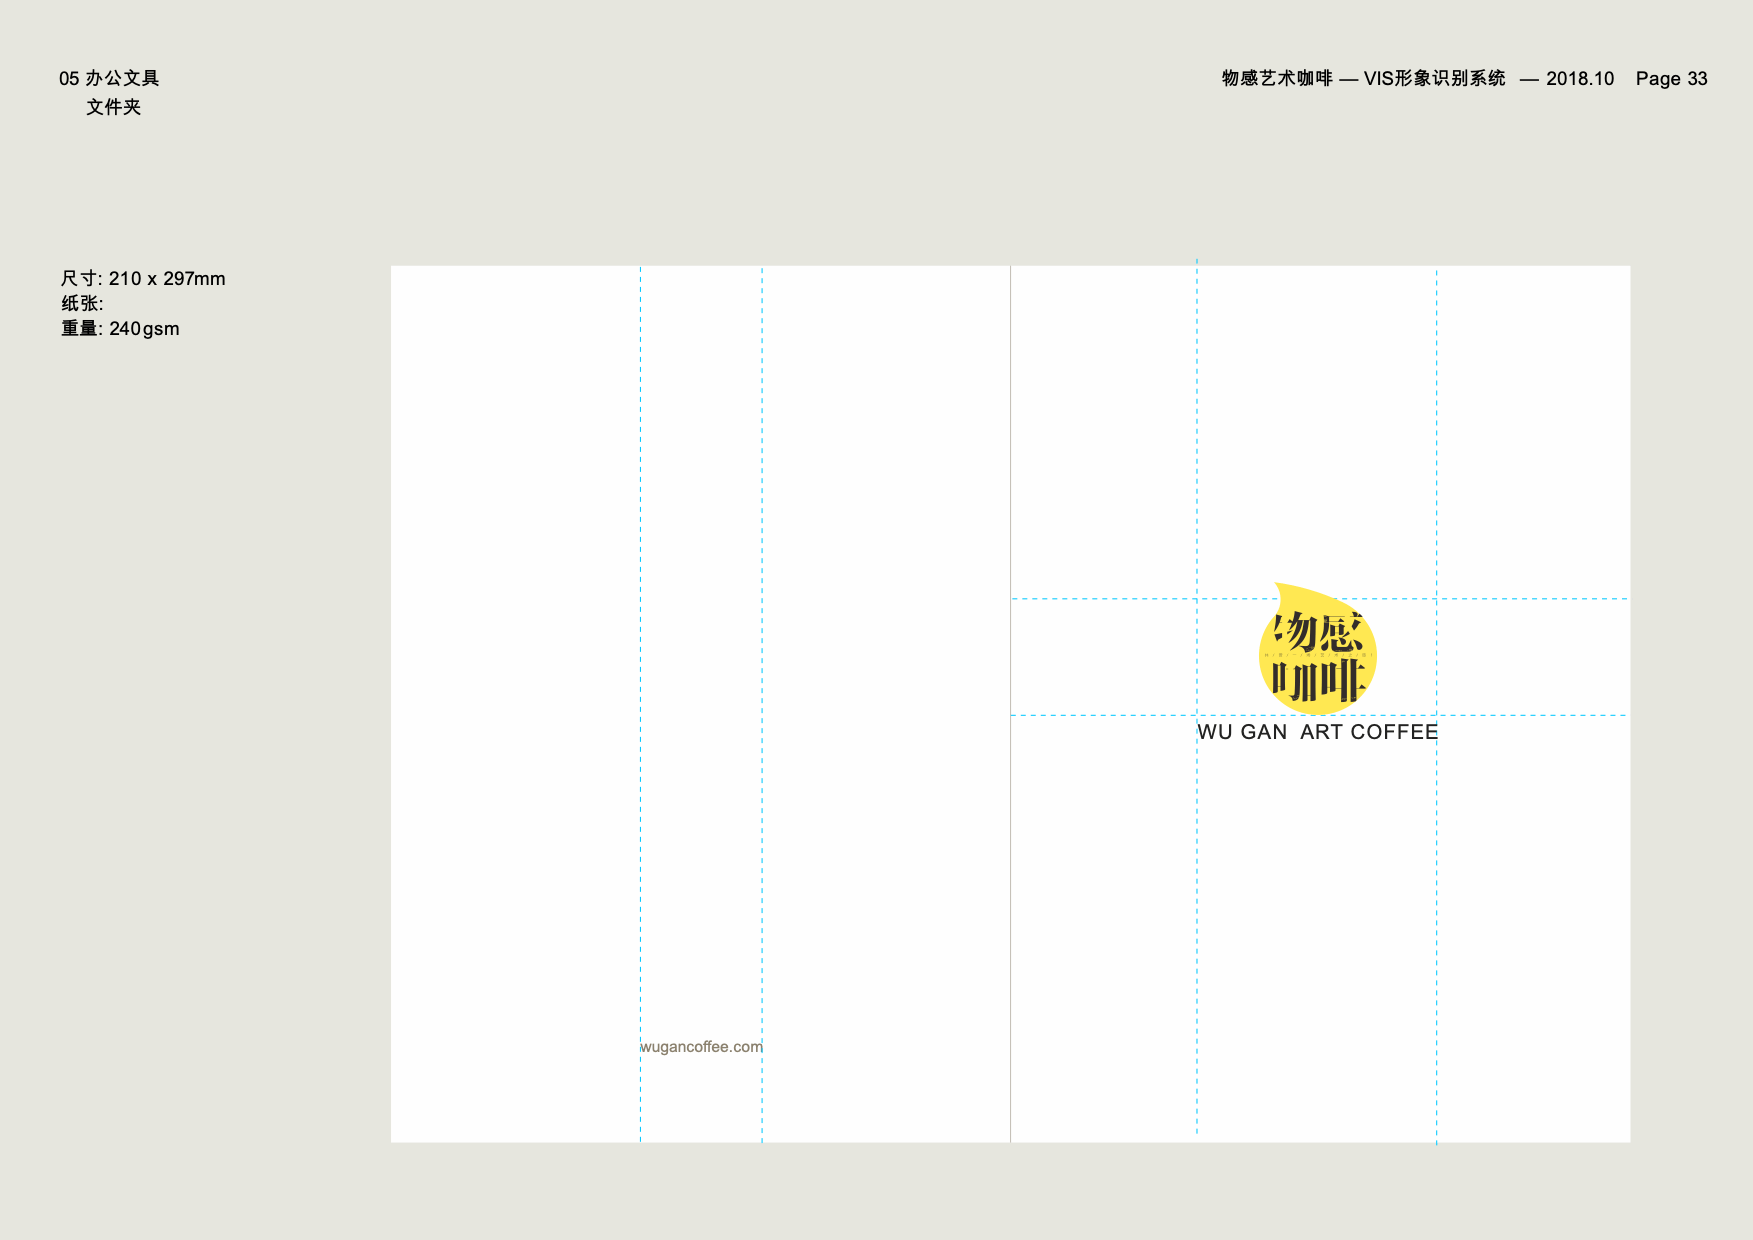 05 办公文具
文件夹
物感艺术咖啡 — VIS形象识别系统 — 2018.10 Page 33
尺寸: 210 x 297mm
纸张:
重量: 240gsm
物感
咖啡
WU GAN ART COFFEE
wugancoffee.com